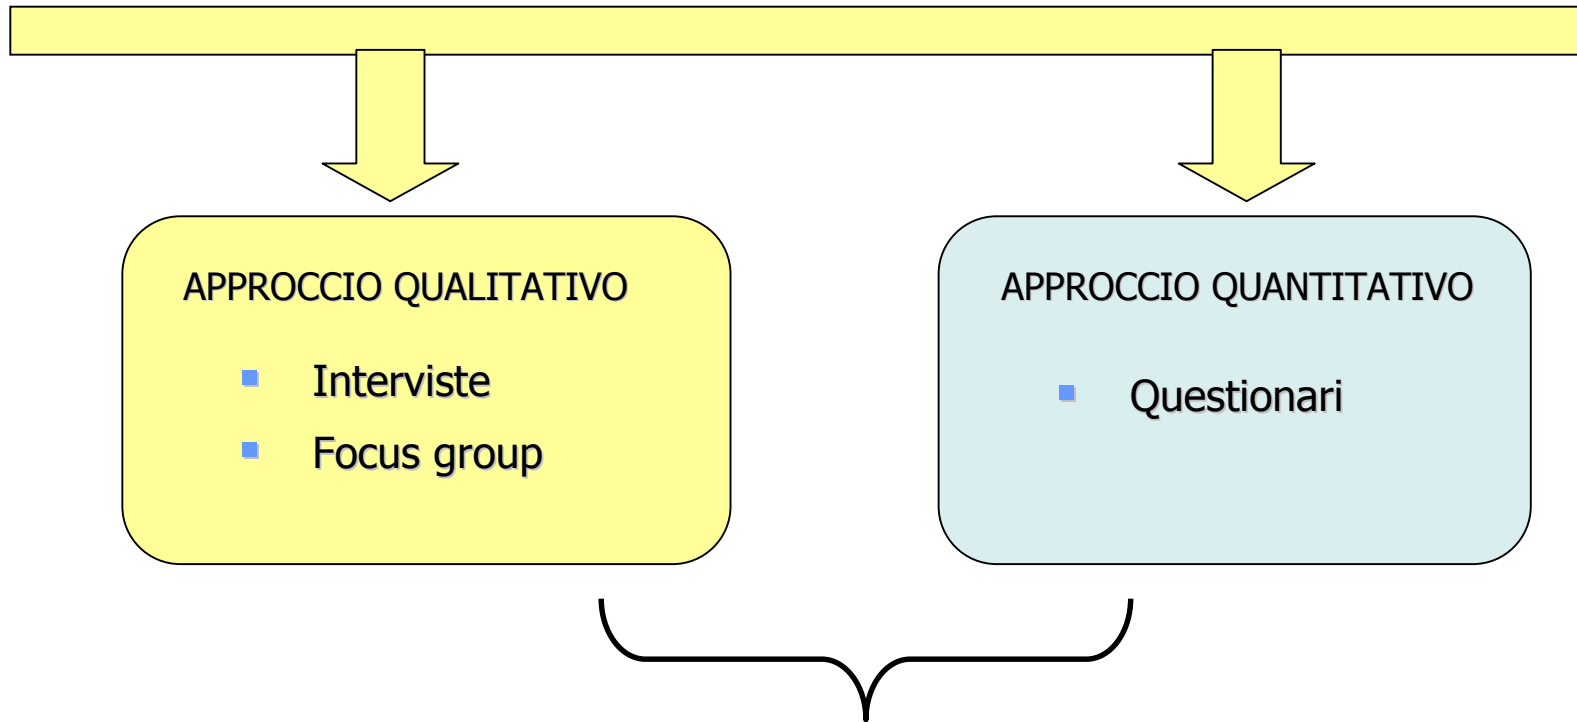 APPROCCIO QUALITATIVO
Interviste
Focus group
APPROCCIO QUANTITATIVO
Questionari